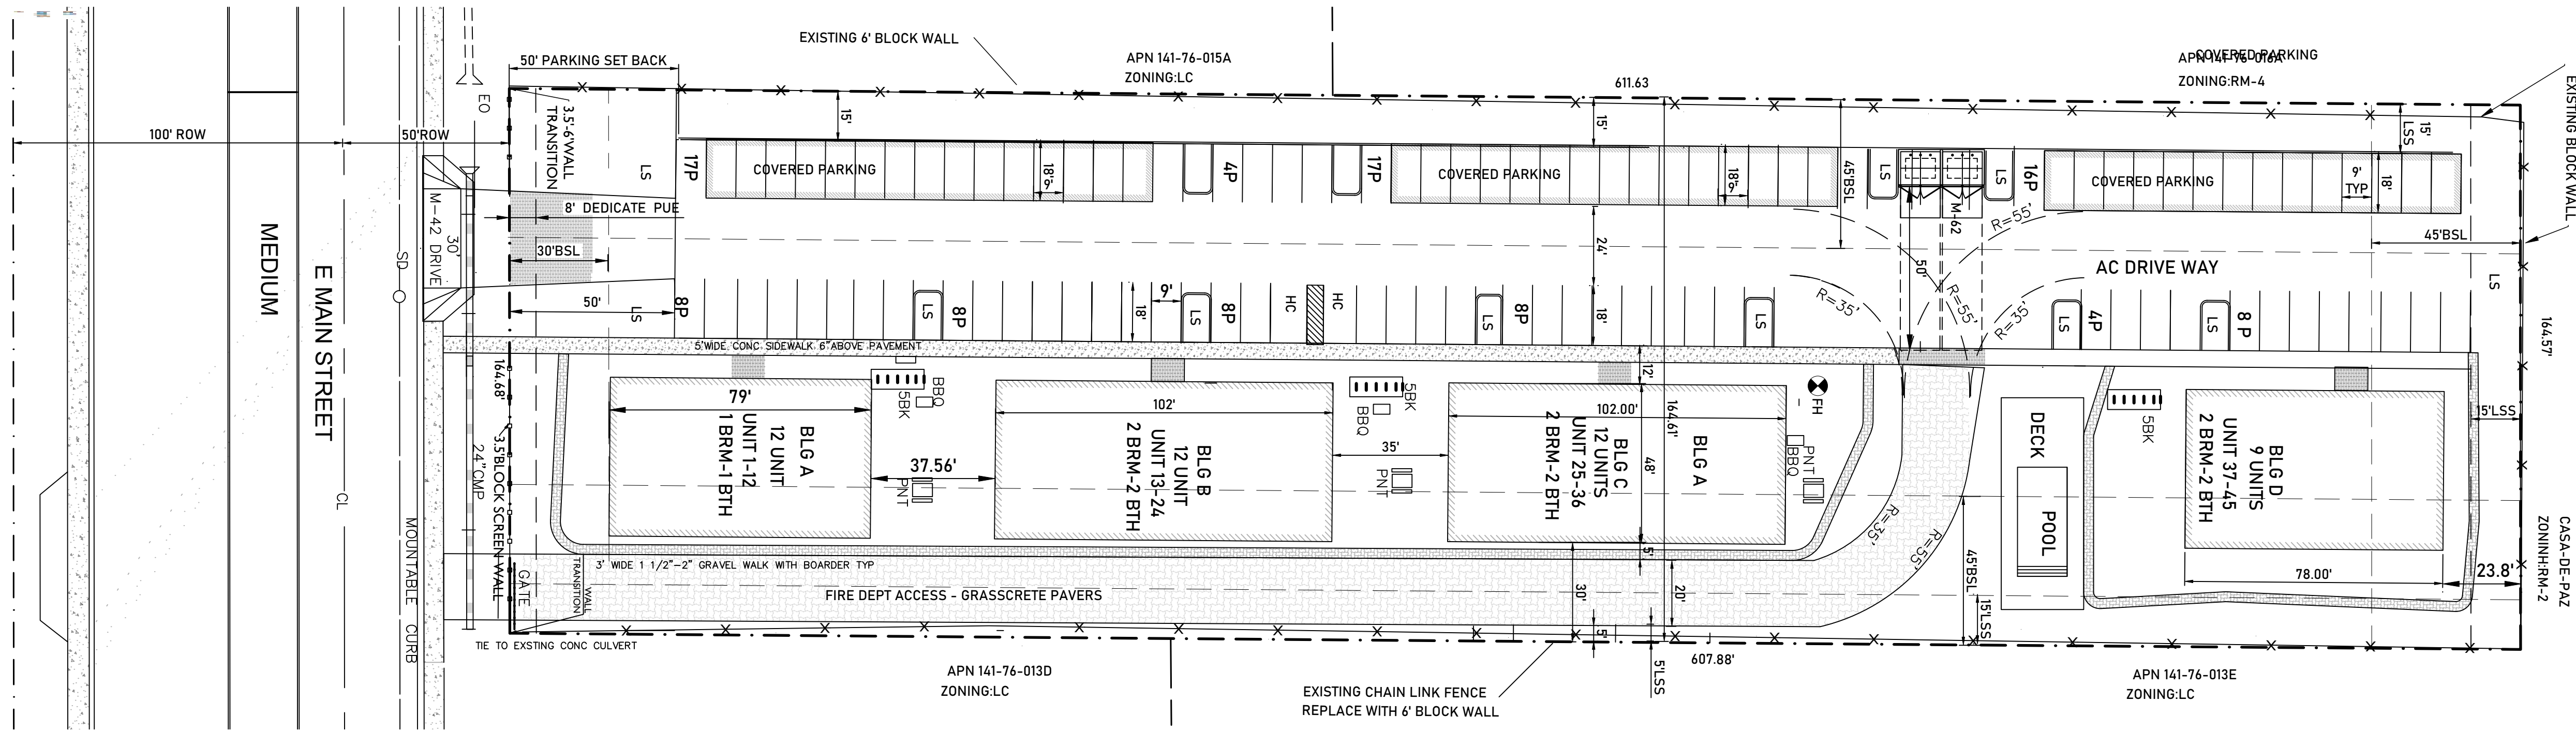 EXISTING 6' BLOCK WALL
50' PARKING SET BACK
APN 141-76-015A
ZONING:LC
611.63
COVERED PARKING
APN 141-76-016A
ZONING:RM-4
EXISTING BLOCK WALL
100' ROW
50'ROW
EO
3.5'-6'WALL
TRANSITION
15'
15'
15'
LSS
LS
17P
COVERED PARKING
18'
9'
4P
17P
COVERED PARKING
18'
9'
45'BSL
LS
LS
16P
M-62
COVERED PARKING
9'
TYP
18'
8' DEDICATE PUE
30'BSL
M-42 DRIVE
30'
SD
MEDIUM
E MAIN STREET
24'
50'
R=55'
R=35'
R=55'
R=35'
AC DRIVE WAY
45'BSL
LS
164.57'
50'
LS
8P
LS
8P
18'
9'
LS
8P
HC
HC
LS
8P
18'
LS
LS
4P
LS
8 P
5'WIDE CONC SIDEWALK 6"ABOVE PAVEMENT
164.68'
79'
BLG A
12 UNIT
UNIT 1-12
1 BRM-1 BTH
BBQ
5BK
37.56'
PNT
102'
BLG B
12 UNIT
UNIT 13-24
2 BRM-2 BTH
5BK
BBQ
35'
PNT
102.00'
BLG A
BLG C
12 UNITS
UNIT 25-36
2 BRM-2 BTH
12'
164.61'
48'
5'
FH
BBQ
PNT
R=35'
R=55'
DECK
POOL
5BK
BLG D
9 UNITS
UNIT 37-45
2 BRM-2 BTH
78.00'
15'LSS
23.8'
CASA-DE-PAZ
ZONINH:RM-2
CL
MOUNTABLE CURB
24"CMP
3.5'BLOCK SCREEN WALL
GATE
WALL
TRANSITION
3' WIDE 1 1/2"-2" GRAVEL WALK WITH BOARDER TYP
FIRE DEPT ACCESS - GRASSCRETE PAVERS
30'
20'
5'
45'BSL
15'LSS
TIE TO EXSTING CONC CULVERT
5'LSS
607.88'
APN 141-76-013D
ZONING:LC
EXISTING CHAIN LINK FENCE
REPLACE WITH 6' BLOCK WALL
APN 141-76-013E
ZONING:LC